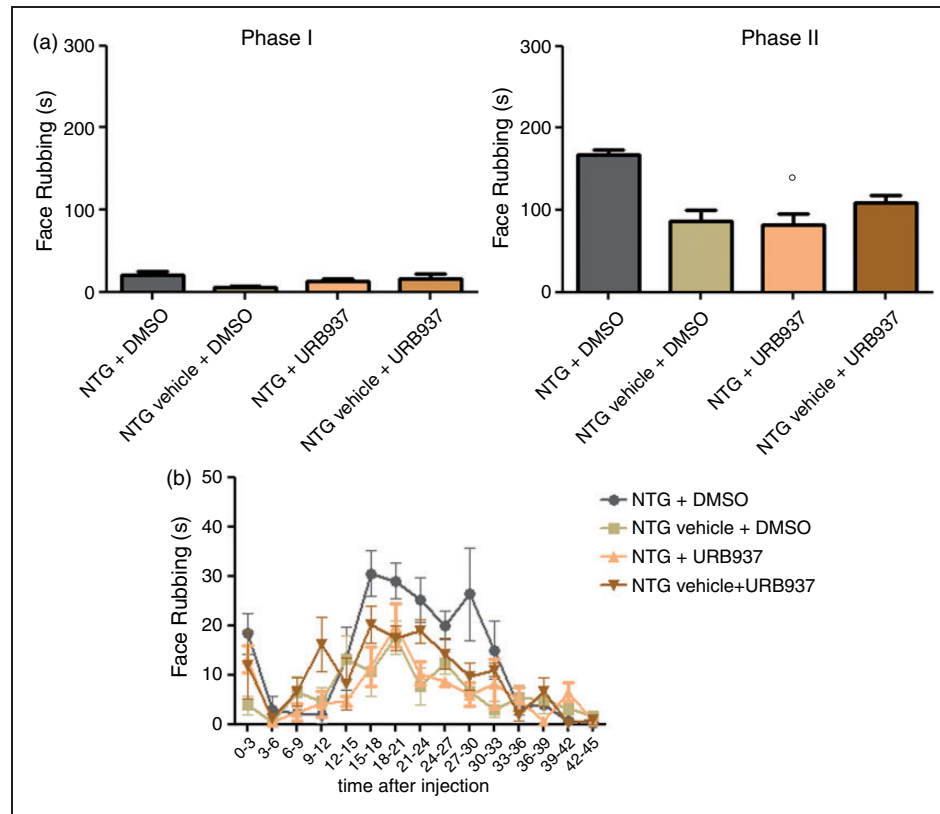 (a)
Phase I
Face Rubbing (s)
300
200
100
0
NTG + DMSO
NTG vehicle + DMSO
NTG + URB937
NTG vehicle + URB937
Phase II
Face Rubbing (s)
300
200
100
0
NTG + DMSO
NTG vehicle + DMSO
NTG + URB937
NTG vehicle + URB937
(b)
Face Rubbing (s)
50
40
30
20
10
0
0-3
3-6
6-9
9-12
12-15
15-18
18-21
21-24
24-27
27-30
30-33
33-36
36-39
39-42
42-45
time after injection
NTG + DMSO
NTG vehicle + DMSO
NTG + URB937
NTG vehicle+URB937